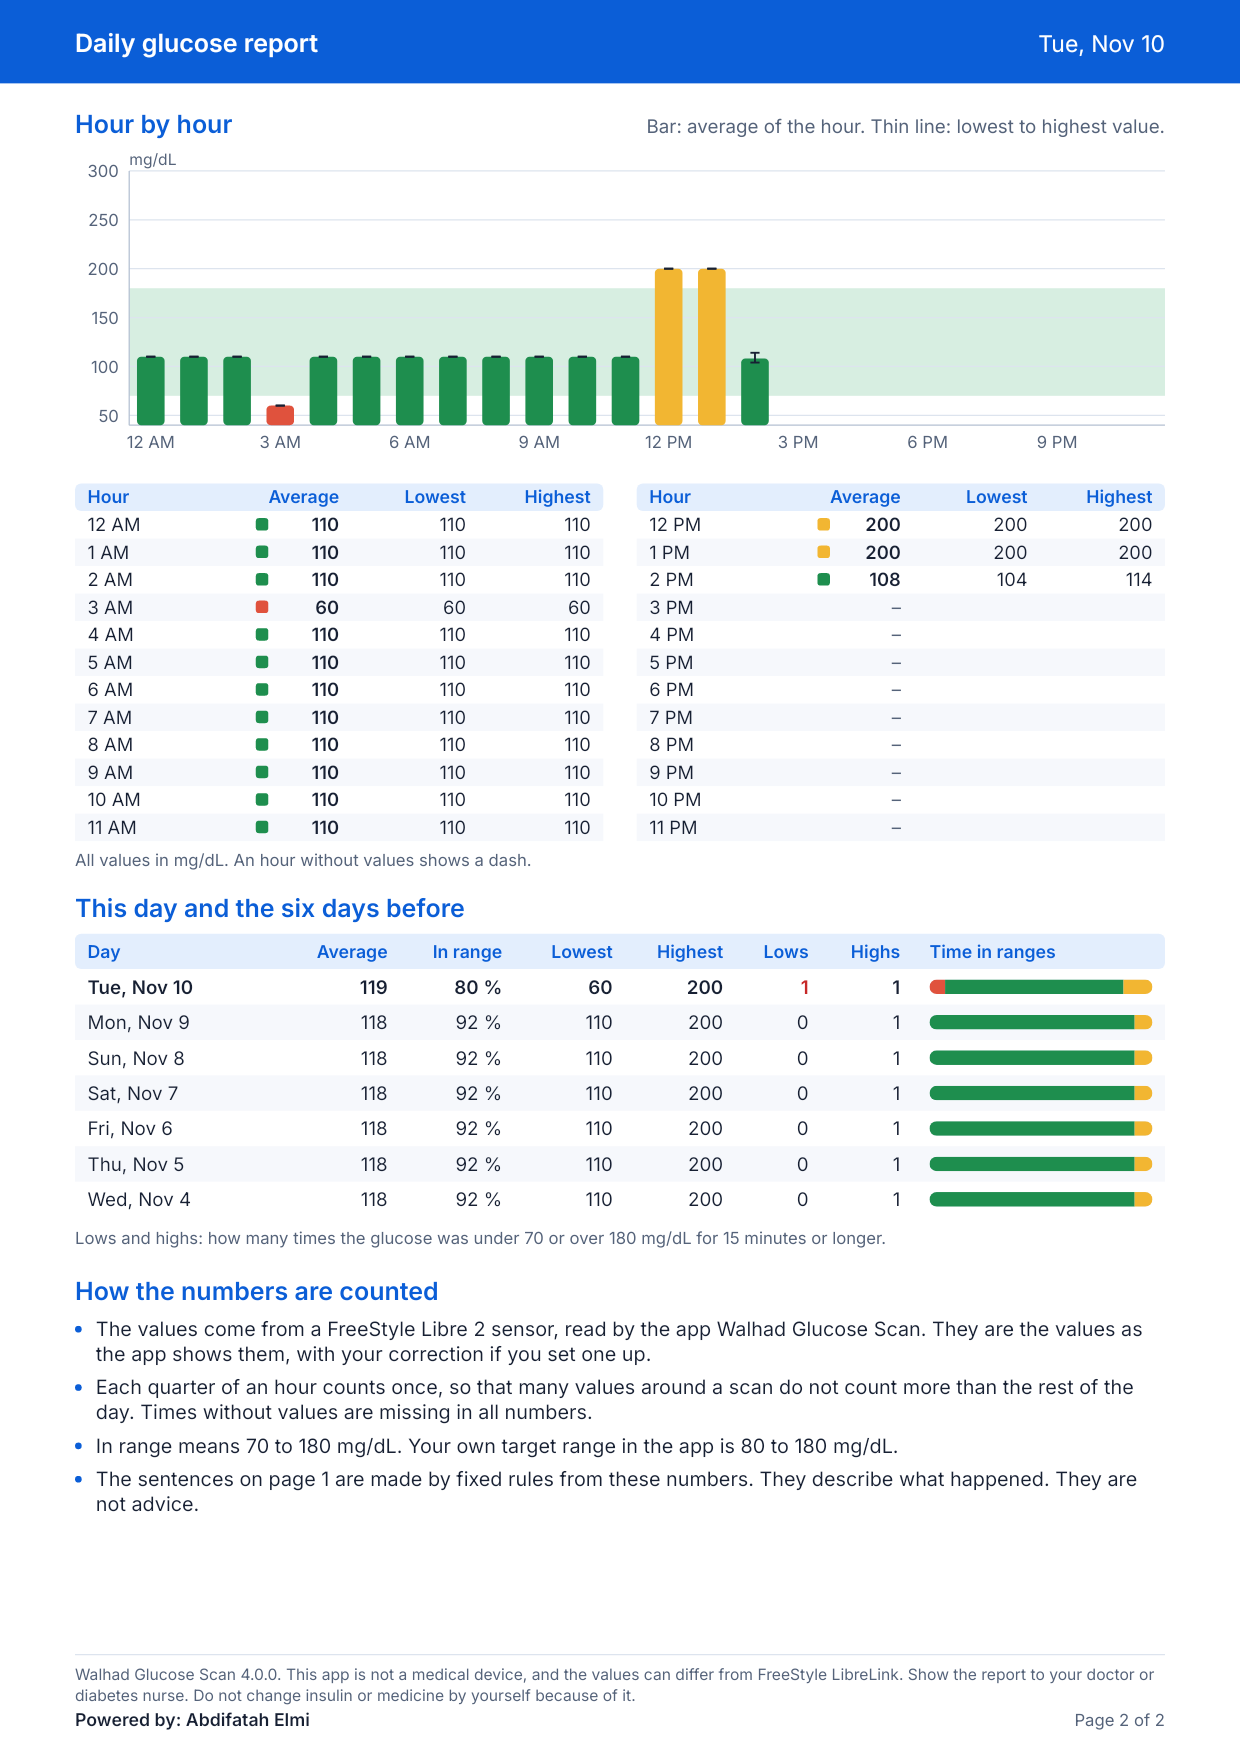 Daily glucose report
Tue, Nov 10
Hour by hour
Bar: average of the hour. Thin line: lowest to highest value.
mg/dL
300
250
200
150
100
50
12 AM 3 AM 6 AM 9 AM 12 PM 3 PM 6 PM 9 PM
Hour Average Lowest Highest
12 AM 110 110 110
1 AM 110 110 110
2 AM 110 110 110
3 AM 60 60 60
4 AM 110 110 110
5 AM 110 110 110
6 AM 110 110 110
7 AM 110 110 110
8 AM 110 110 110
9 AM 110 110 110
10 AM 110 110 110
11 AM 110 110 110
Hour Average Lowest Highest
12 PM 200 200 200
1 PM 200 200 200
2 PM 108 104 114
3 PM –
4 PM –
5 PM –
6 PM –
7 PM –
8 PM –
9 PM –
10 PM –
11 PM –
All values in mg/dL. An hour without values shows a dash.
This day and the six days before
Day Average In range Lowest Highest Lows Highs Time in ranges
Tue, Nov 10 119 80 % 60 200 1 1
Mon, Nov 9 118 92 % 110 200 0 1
Sun, Nov 8 118 92 % 110 200 0 1
Sat, Nov 7 118 92 % 110 200 0 1
Fri, Nov 6 118 92 % 110 200 0 1
Thu, Nov 5 118 92 % 110 200 0 1
Wed, Nov 4 118 92 % 110 200 0 1
Lows and highs: how many times the glucose was under 70 or over 180 mg/dL for 15 minutes or longer.
How the numbers are counted
• The values come from a FreeStyle Libre 2 sensor, read by the app Walhad Glucose Scan. They are the values as
the app shows them, with your correction if you set one up.
• Each quarter of an hour counts once, so that many values around a scan do not count more than the rest of the
day. Times without values are missing in all numbers.
• In range means 70 to 180 mg/dL. Your own target range in the app is 80 to 180 mg/dL.
• The sentences on page 1 are made by fixed rules from these numbers. They describe what happened. They are
not advice.
Walhad Glucose Scan 4.0.0. This app is not a medical device, and the values can differ from FreeStyle LibreLink. Show the report to your doctor or
diabetes nurse. Do not change insulin or medicine by yourself because of it.
Powered by: Abdifatah Elmi
Page 2 of 2